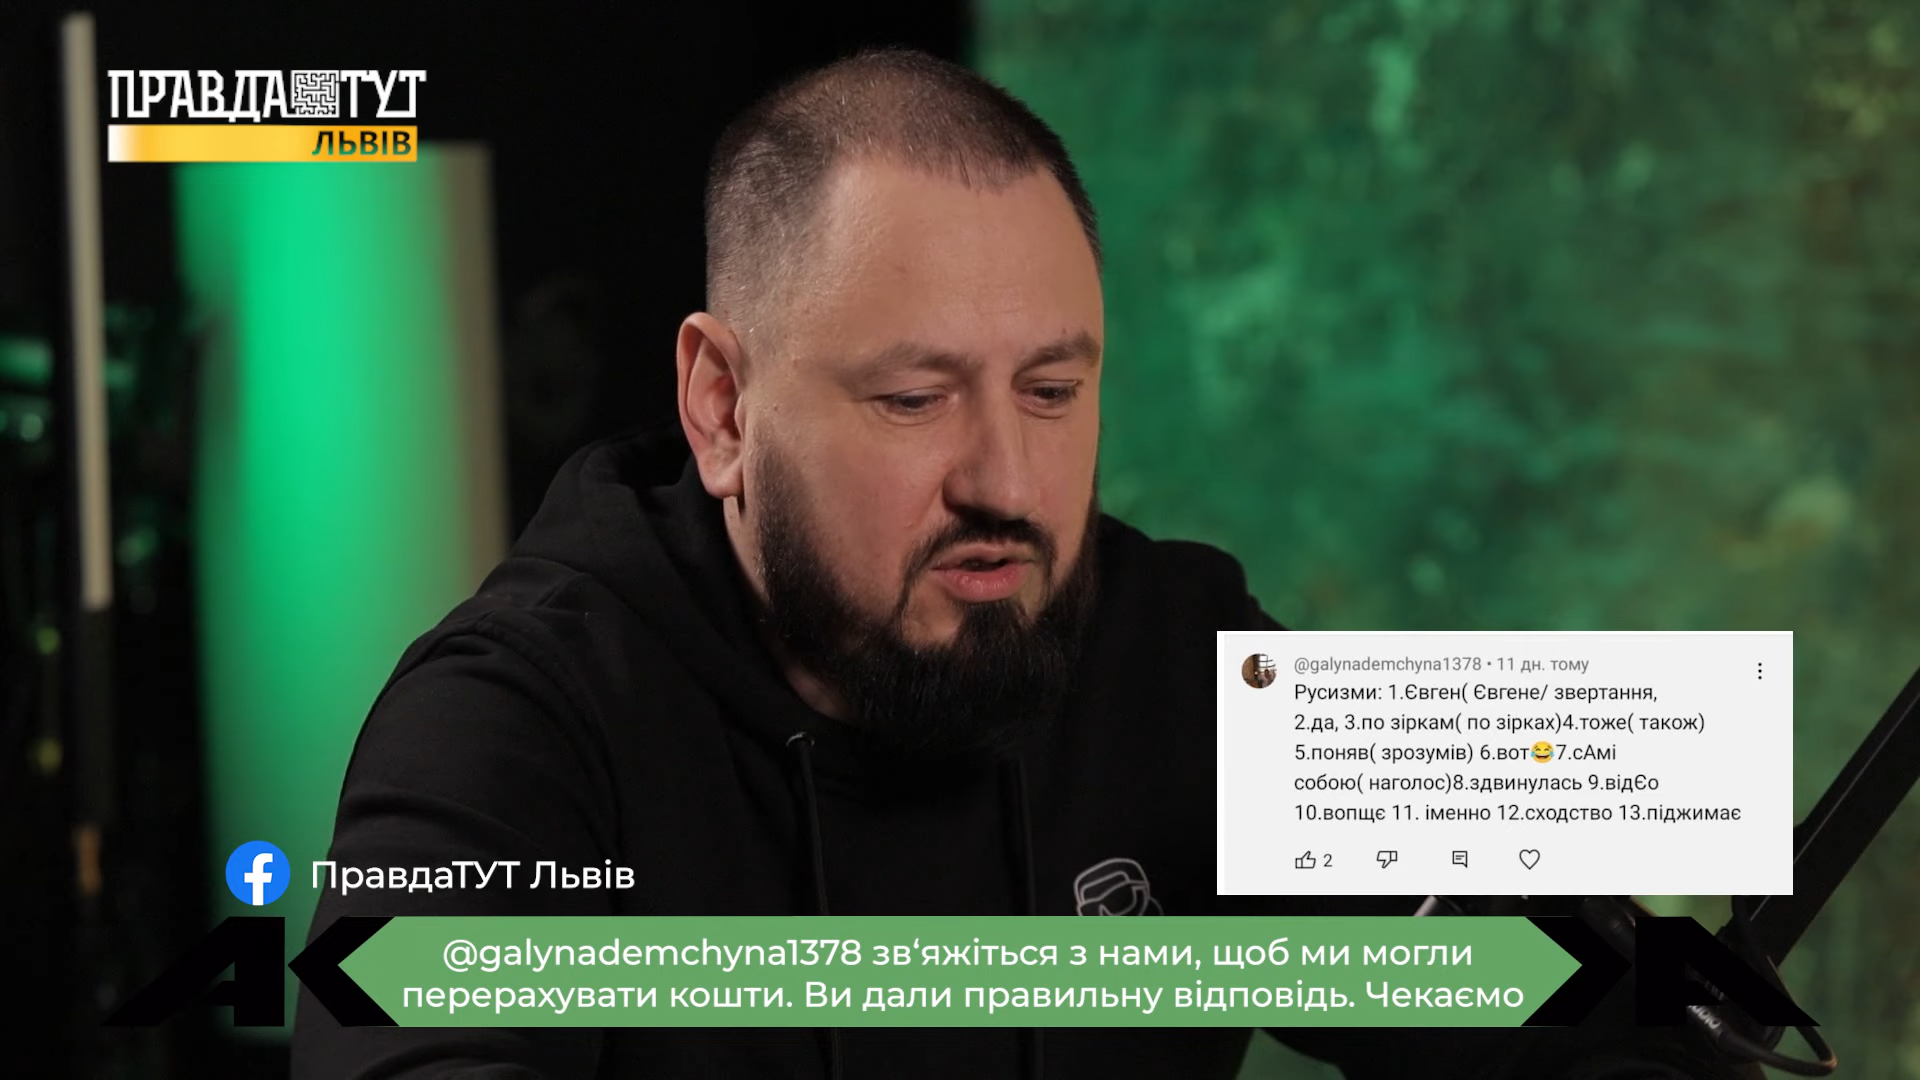 ПРАВДА ТУТ
ЛЬВІВ
@galynademchyna1378 • 11 дн. тому
Русизми: 1.Євген( Євгене/ звертання,
2.да, 3.по зіркам( по зірках)4.тоже( також)
5.поняв( зрозумів) 6.вот😂7.сАмі
собою( наголос)8.здвинулась 9.відЄо
10.вопщє 11. іменно 12.сходство 13.піджимає
2
ПравдаТУТ Львів
@galynademchyna1378 зв‘яжіться з нами, щоб ми могли
перерахувати кошти. Ви дали правильну відповідь. Чекаємо